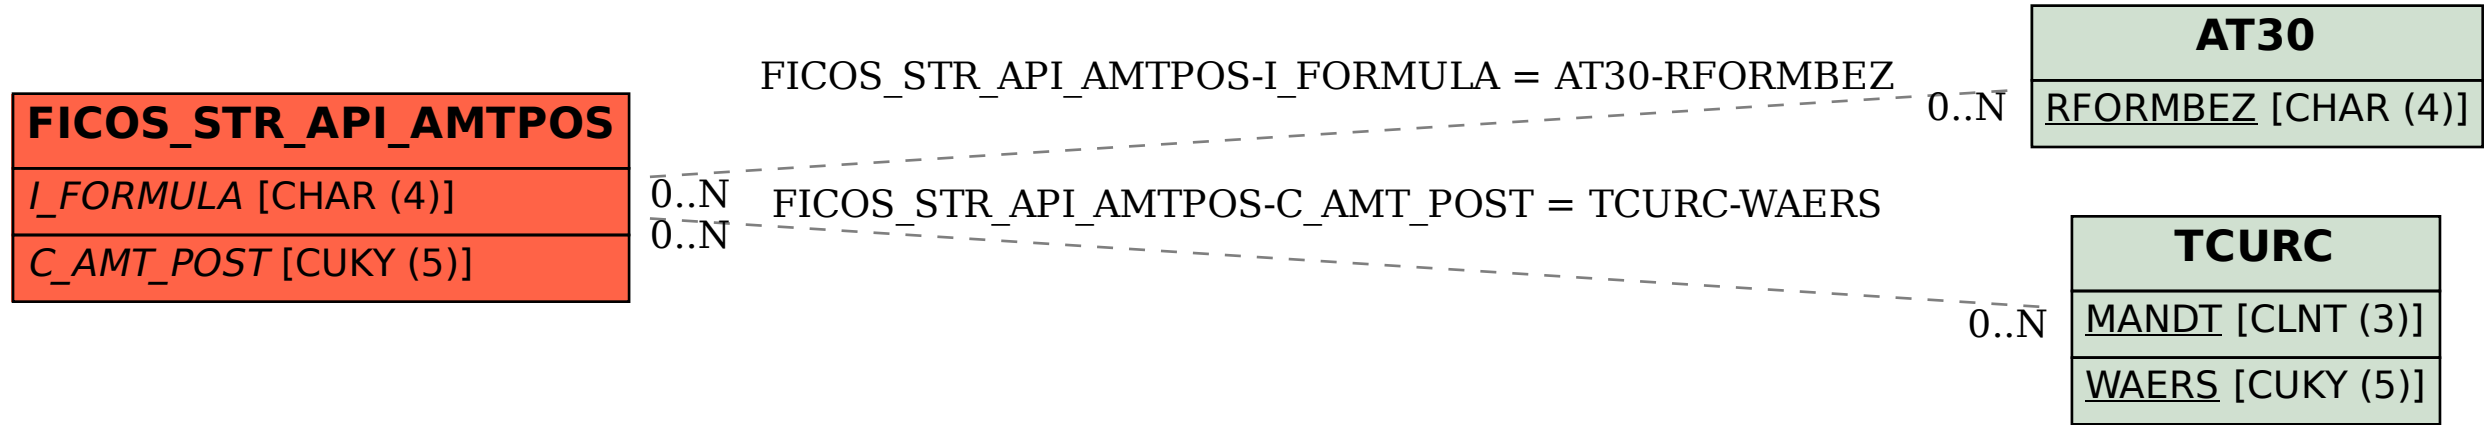 FICOS_STR_API_AMTPOS
I_FORMULA [CHAR (4)]
C_AMT_POST [CUKY (5)]
FICOS_STR_API_AMTPOS-I_FORMULA = AT30-RFORMBEZ
0..N
0..N
FICOS_STR_API_AMTPOS-C_AMT_POST = TCURC-WAERS
0..N
0..N
AT30
RFORMBEZ [CHAR (4)]
TCURC
MANDT [CLNT (3)]
WAERS [CUKY (5)]